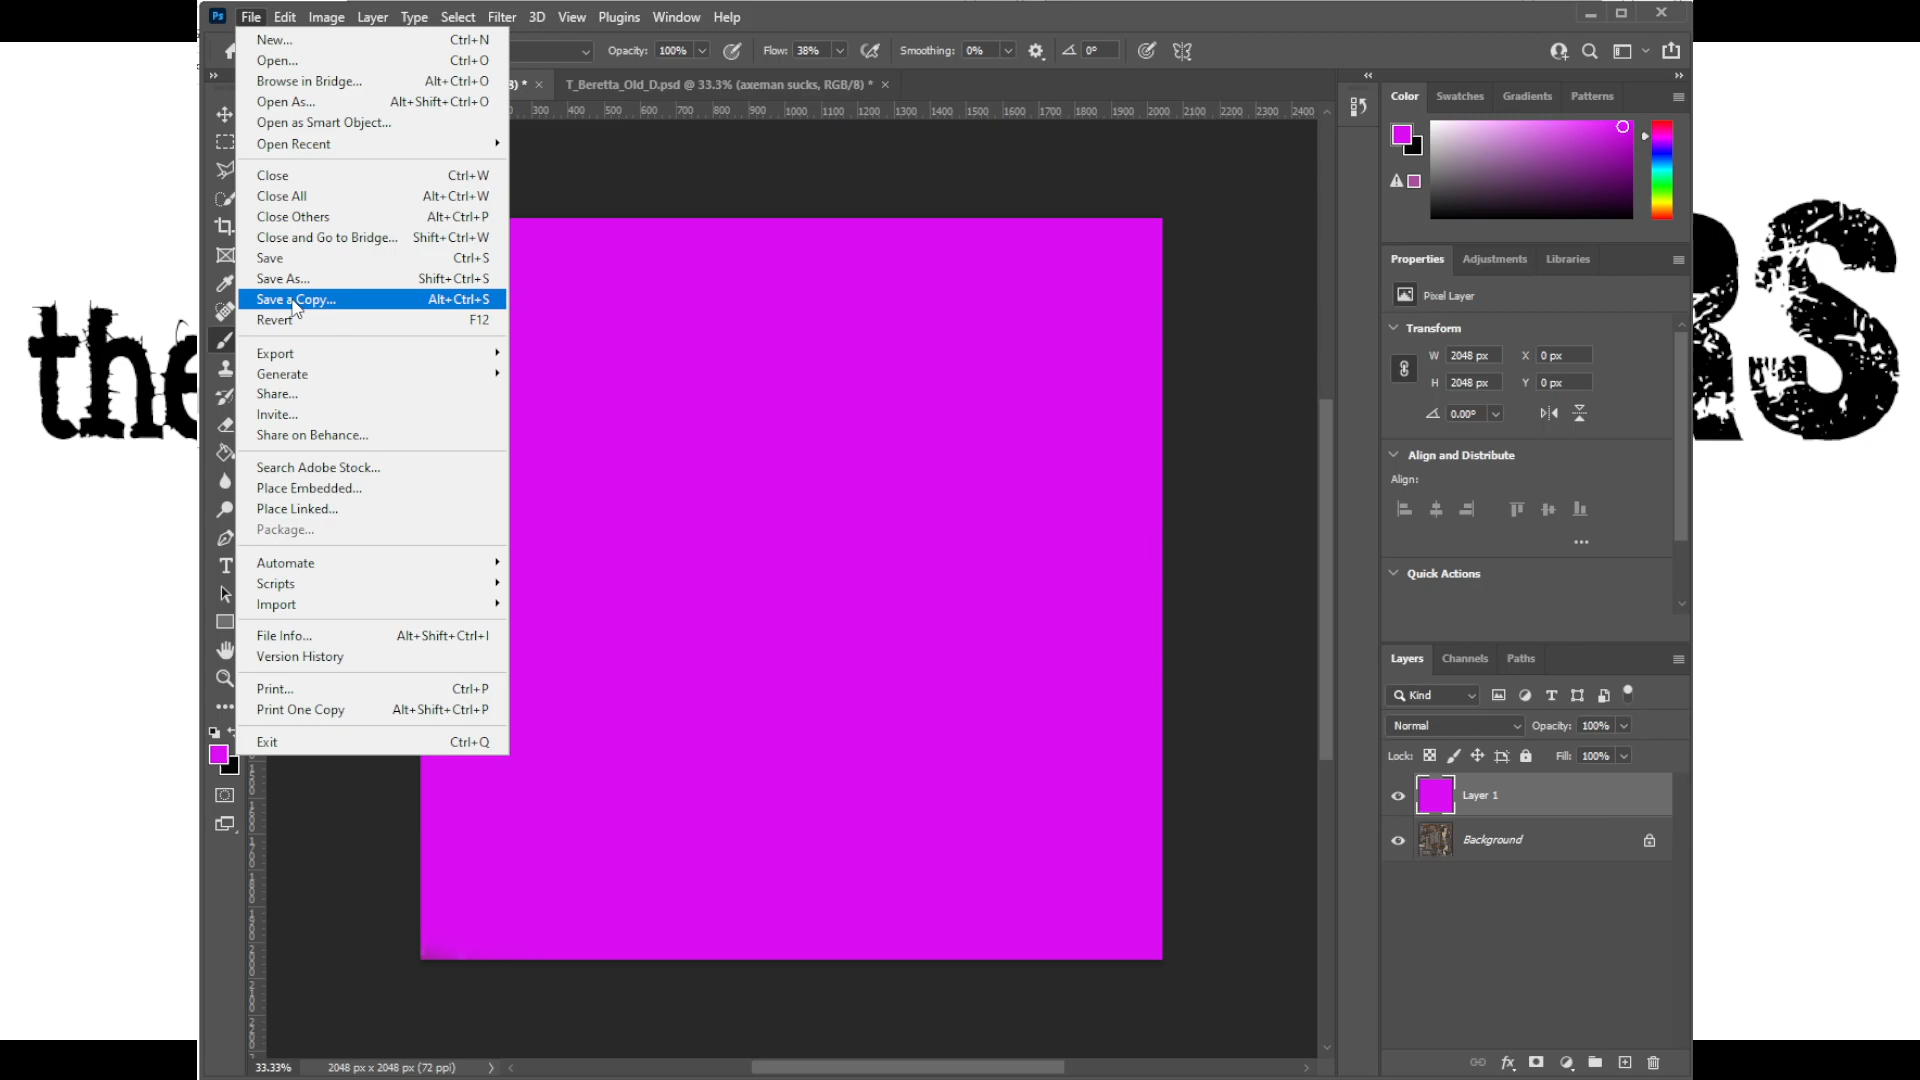 Ps File Edit Image Layer Type Select Filter 3D View Plugins Window Help
Opacity: 100% Flow: 38% Smoothing: 0% 0°
8) * × T_Beretta_Old_D.psd @ 33.3% (axeman sucks, RGB/8) * ×
300 400 500 600 700 800 900 1000 1100 1200 1300 1400 1500 1600 1700 1800 1900 2000 2100 2200 2300 2400
New... Ctrl+N
Open... Ctrl+O
Browse in Bridge... Alt+Ctrl+O
Open As... Alt+Shift+Ctrl+O
Open as Smart Object...
Open Recent
Close Ctrl+W
Close All Alt+Ctrl+W
Close Others Alt+Ctrl+P
Close and Go to Bridge... Shift+Ctrl+W
Save Ctrl+S
Save As... Shift+Ctrl+S
Save a Copy... Alt+Ctrl+S
Revert F12
Export
Generate
Share...
Invite...
Share on Behance...
Search Adobe Stock...
Place Embedded...
Place Linked...
Package...
Automate
Scripts
Import
File Info... Alt+Shift+Ctrl+I
Version History
Print... Ctrl+P
Print One Copy Alt+Shift+Ctrl+P
Exit Ctrl+Q
the
RS
Color Swatches Gradients Patterns
Properties Adjustments Libraries
Pixel Layer
Transform
W 2048 px X 0 px
H 2048 px Y 0 px
0.00°
Align and Distribute
Align:
Quick Actions
Layers Channels Paths
Kind
Normal Opacity: 100%
Lock: Fill: 100%
Layer 1
Background
33.33% 2048 px x 2048 px (72 ppi)